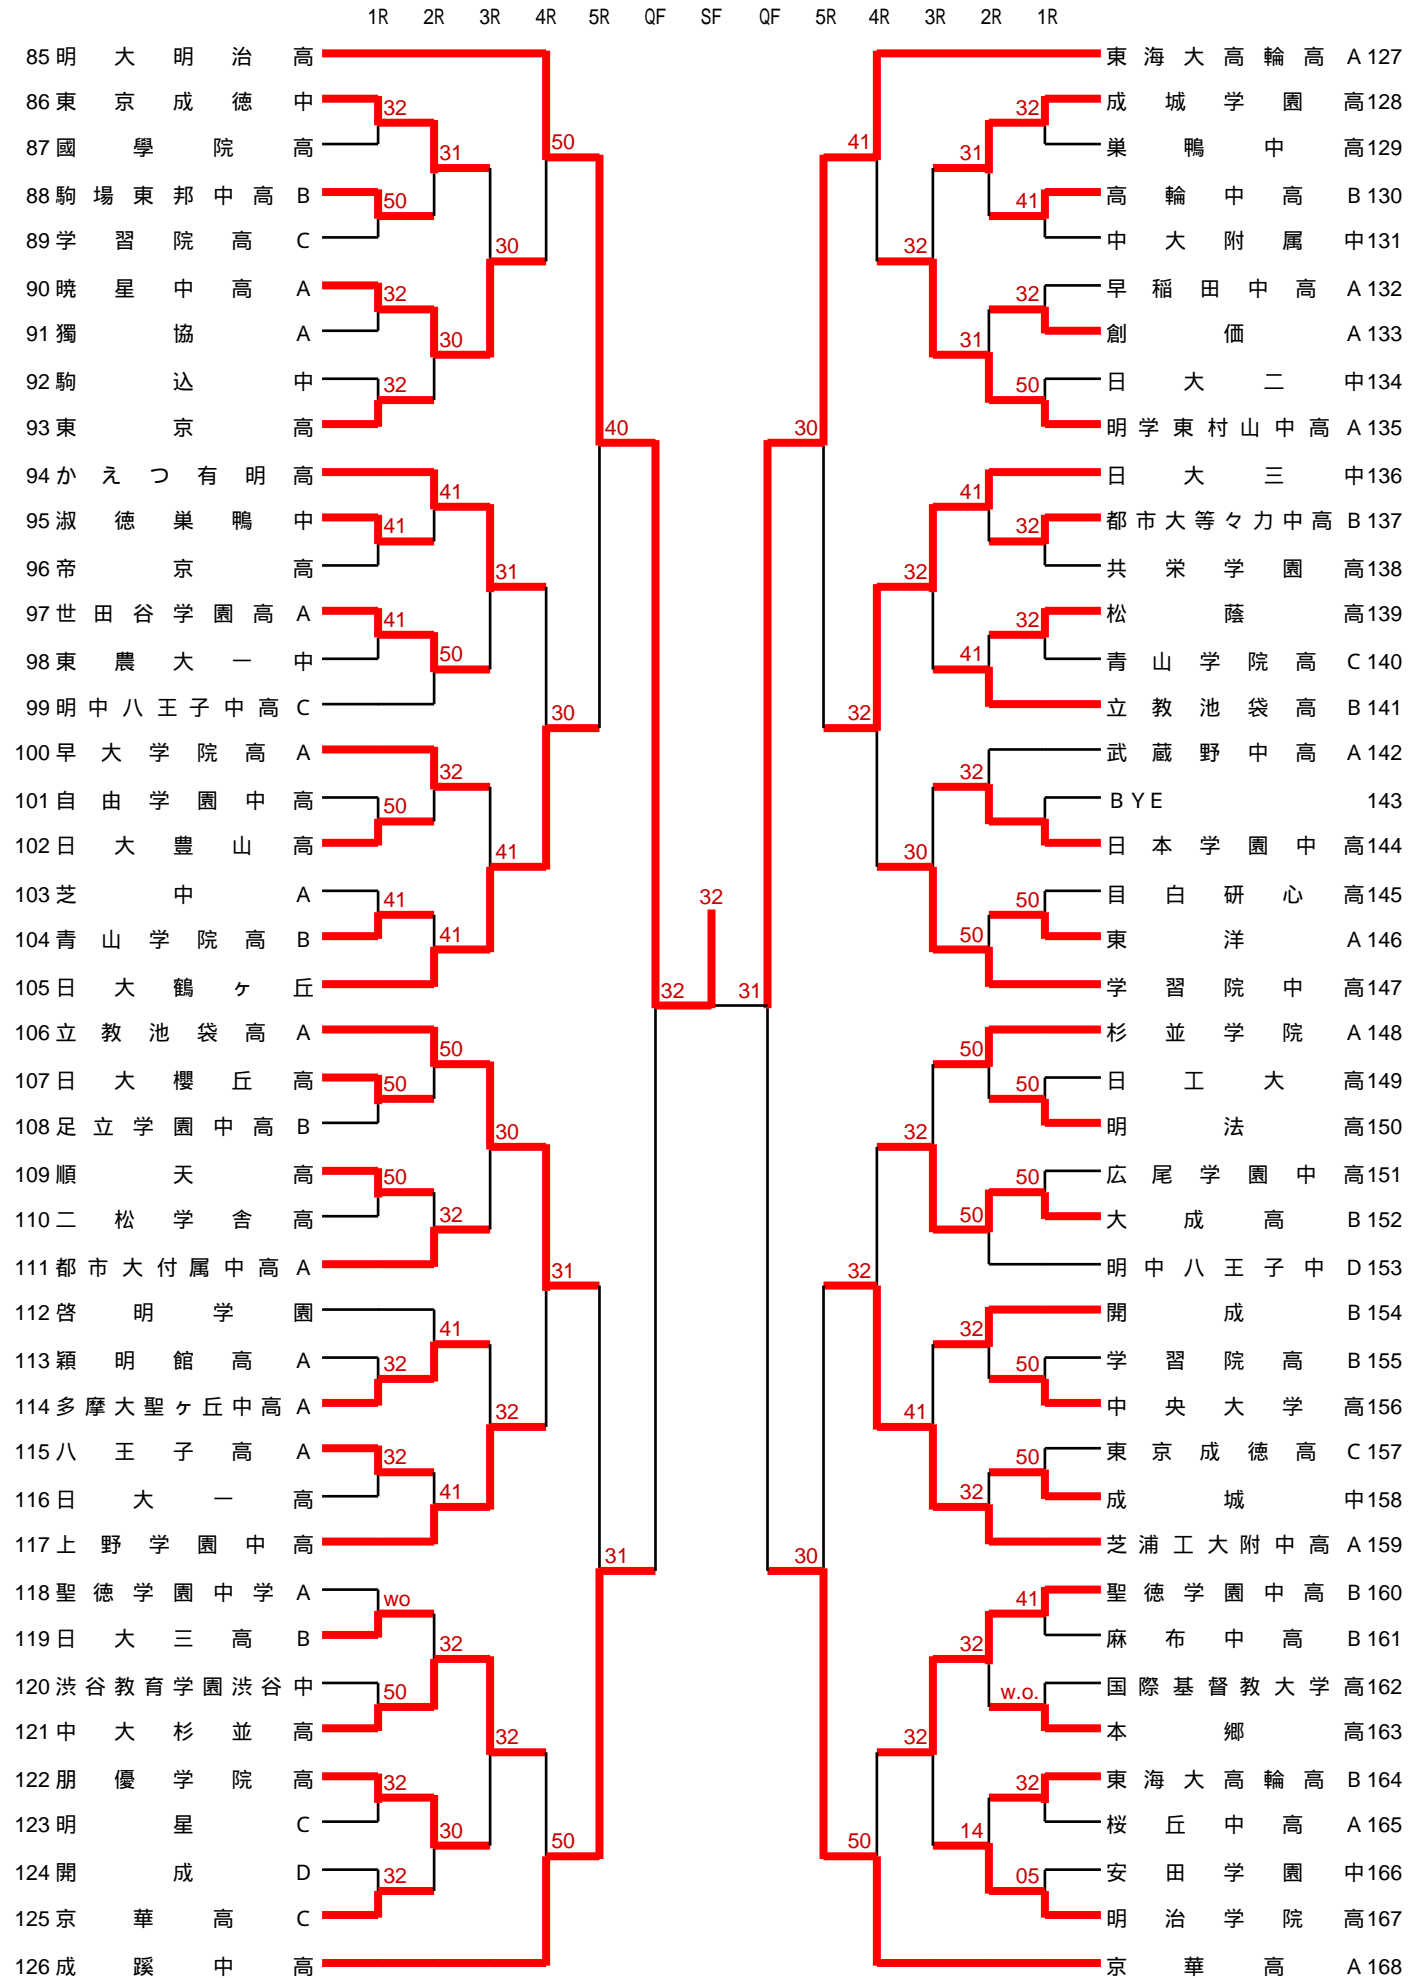 1R 2R 3R 4R 5R QF SF QF 5R 4R 3R 2R 1R
85 明大明治高
86 東京成徳中
87 國學院高
88 駒場東邦中高 B
89 学習院高 C
90 暁星中高 A
91 獨協 A
92 駒込中
93 東京高
94 かえつ有明高
95 淑徳巣鴨中
96 帝京高
97 世田谷学園高 A
98 東農大一中
99 明中八王子中高 C
100 早大学院高 A
101 自由学園中高
102 日大豊山高
103 芝中 A
104 青山学院高 B
105 日大鶴ヶ丘
106 立教池袋高 A
107 日大櫻丘高
108 足立学園中高 B
109 順天高
110 二松学舎高
111 都市大付属中高 A
112 啓明学園
113 穎明館高 A
114 多摩大聖ヶ丘中高 A
115 八王子高 A
116 日大一高
117 上野学園中高
118 聖徳学園中学 A
119 日大三高 B
120 渋谷教育学園渋谷中
121 中大杉並高
122 朋優学院高
123 明星 C
124 開成 D
125 京華高 C
126 成蹊中高
32
50
32
32
41
41
50
41
50
50
32
32
wo
50
32
32
31
30
41
50
32
41
50
32
41
41
32
30
30
31
41
30
32
32
50
30
31
50
40
31
32
32
31
30
30
41
32
32
50
32
32
30
32
41
32
31
31
41
41
32
50
50
50
32
32
32
14
32
41
32
50
32
32
50
50
50
50
50
41
w.o.
32
05
東海大高輪高 A 127
成城学園高 128
巣鴨中高 129
高輪中高 B 130
中大附属中 131
早稲田中高 A 132
創価 A 133
日大二中 134
明学東村山中高 A 135
日大三中 136
都市大等々力中高 B 137
共栄学園高 138
松蔭高 139
青山学院高 C 140
立教池袋高 B 141
武蔵野中高 A 142
BYE 143
日本学園中高 144
目白研心高 145
東洋 A 146
学習院中高 147
杉並学院 A 148
日工大高 149
明法高 150
広尾学園中高 151
大成高 B 152
明中八王子中 D 153
開成 B 154
学習院高 B 155
中央大学高 156
東京成徳高 C 157
成城中 158
芝浦工大附中高 A 159
聖徳学園中高 B 160
麻布中高 B 161
国際基督教大学高 162
本郷高 163
東海大高輪高 B 164
桜丘中高 A 165
安田学園中 166
明治学院高 167
京華高 A 168